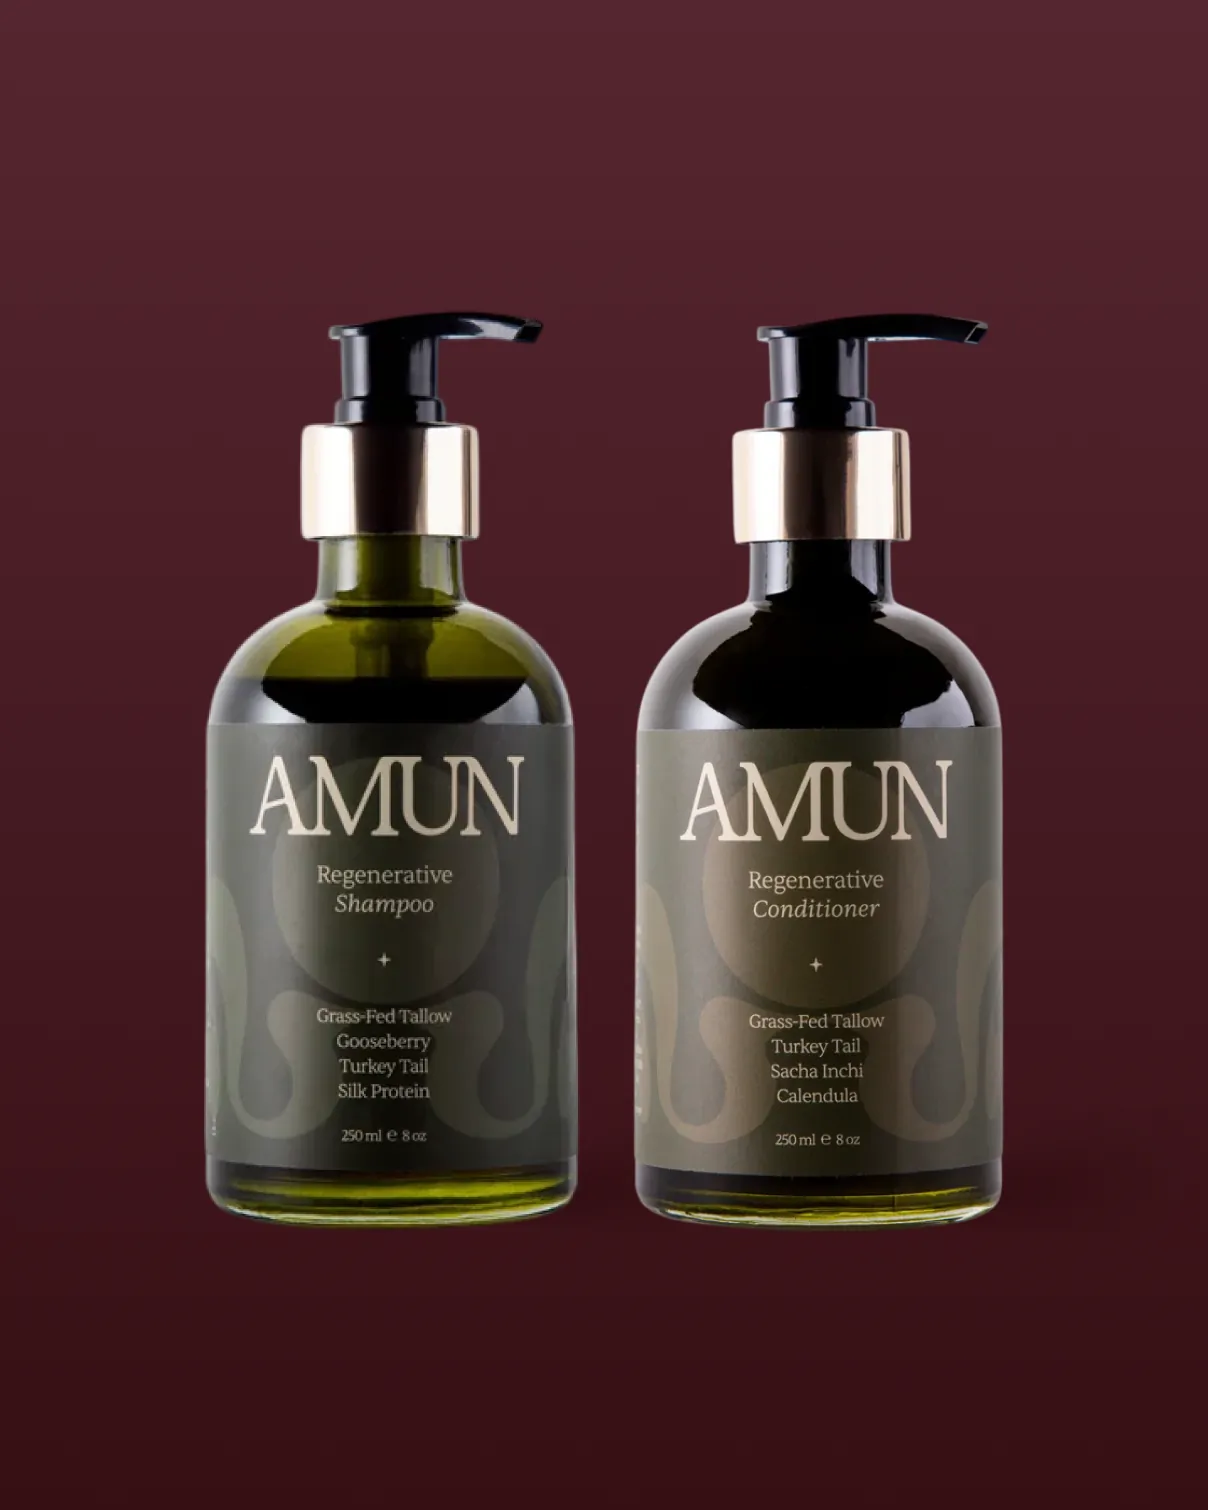 AMUN
Regenerative
Shampoo
Grass-Fed Tallow
Gooseberry
Turkey Tail
Silk Protein
250 ml ℮ 8 oz
AMUN
Regenerative
Conditioner
Grass-Fed Tallow
Turkey Tail
Sacha Inchi
Calendula
250 ml ℮ 8 oz